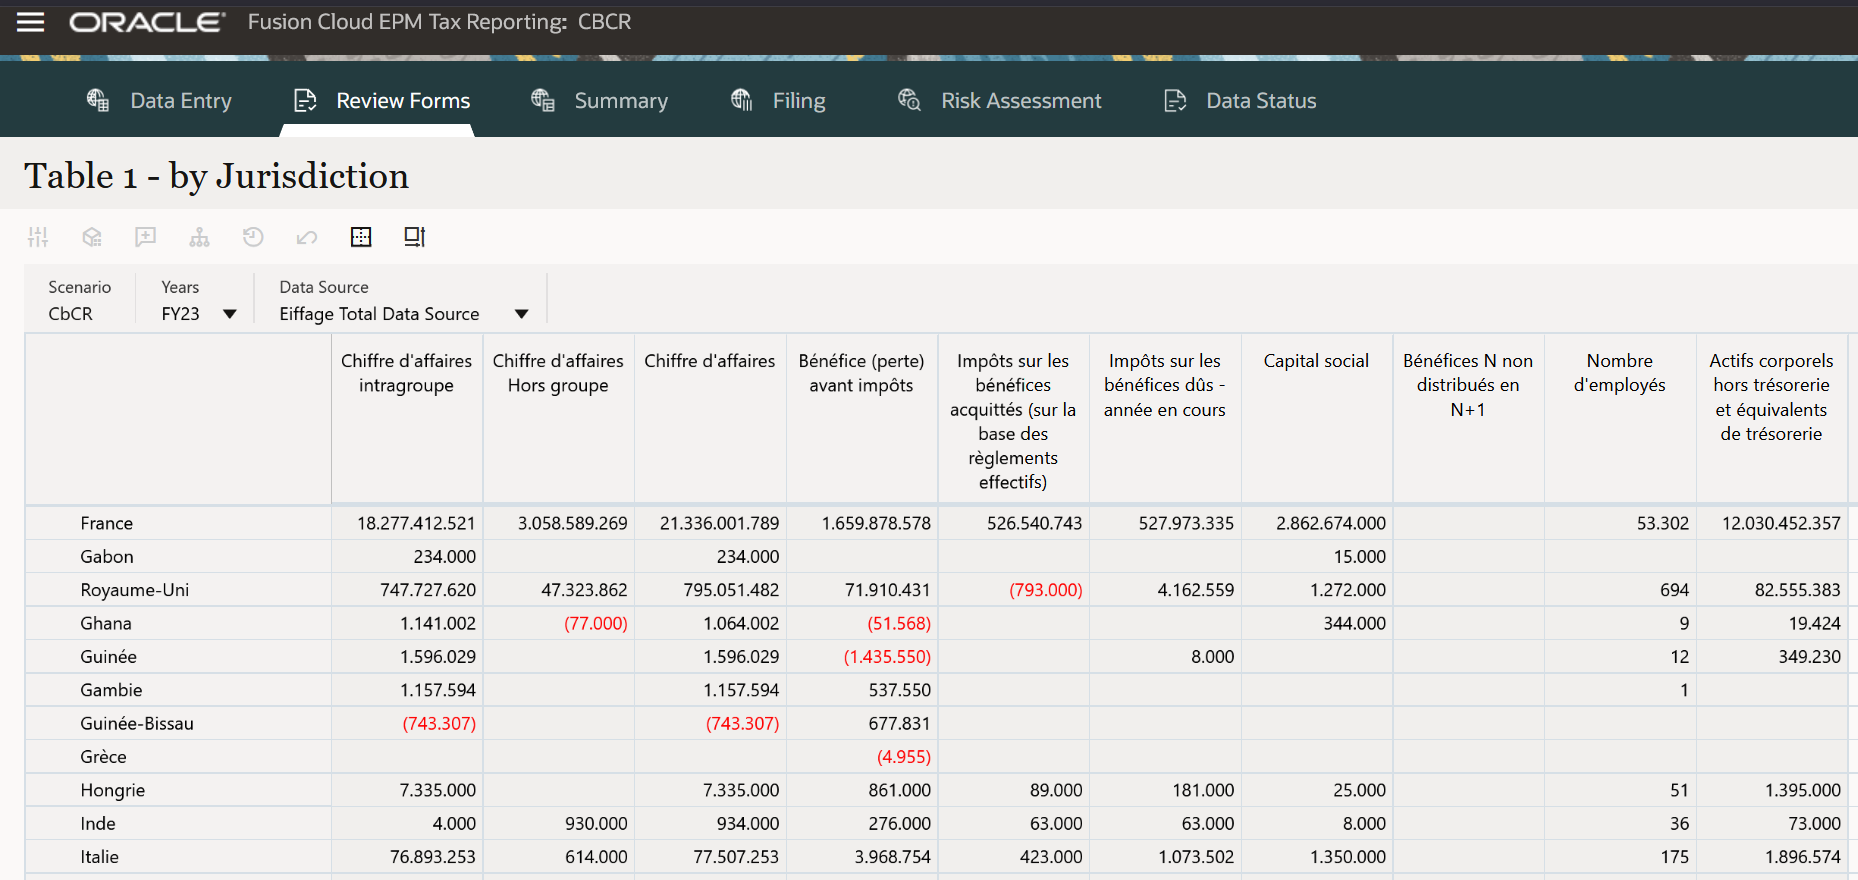 ORACLE Fusion Cloud EPM Tax Reporting: CBCR
Data Entry Review Forms Summary Filing Risk Assessment Data Status
Table 1 - by Jurisdiction
Scenario Years Data Source
CbCR FY23 Eiffage Total Data Source
Chiffre d'affaires Chiffre d'affaires Chiffre d'affaires Bénéfice (perte) Impôts sur les Impôts sur les Capital social Bénéfices N non Nombre Actifs corporels
intragroupe Hors groupe avant impôts bénéfices bénéfices dûs - distribués en d'employés hors trésorerie
acquittés (sur la année en cours N+1 et équivalents
base des de trésorerie
règlements
effectifs)
France 18.277.412.521 3.058.589.269 21.336.001.789 1.659.878.578 526.540.743 527.973.335 2.862.674.000 53.302 12.030.452.357
Gabon 234.000 234.000 15.000
Royaume-Uni 747.727.620 47.323.862 795.051.482 71.910.431 (793.000) 4.162.559 1.272.000 694 82.555.383
Ghana 1.141.002 (77.000) 1.064.002 (51.568) 344.000 9 19.424
Guinée 1.596.029 1.596.029 (1.435.550) 8.000 12 349.230
Gambie 1.157.594 1.157.594 537.550 1
Guinée-Bissau (743.307) (743.307) 677.831
Grèce (4.955)
Hongrie 7.335.000 7.335.000 861.000 89.000 181.000 25.000 51 1.395.000
Inde 4.000 930.000 934.000 276.000 63.000 63.000 8.000 36 73.000
Italie 76.893.253 614.000 77.507.253 3.968.754 423.000 1.073.502 1.350.000 175 1.896.574